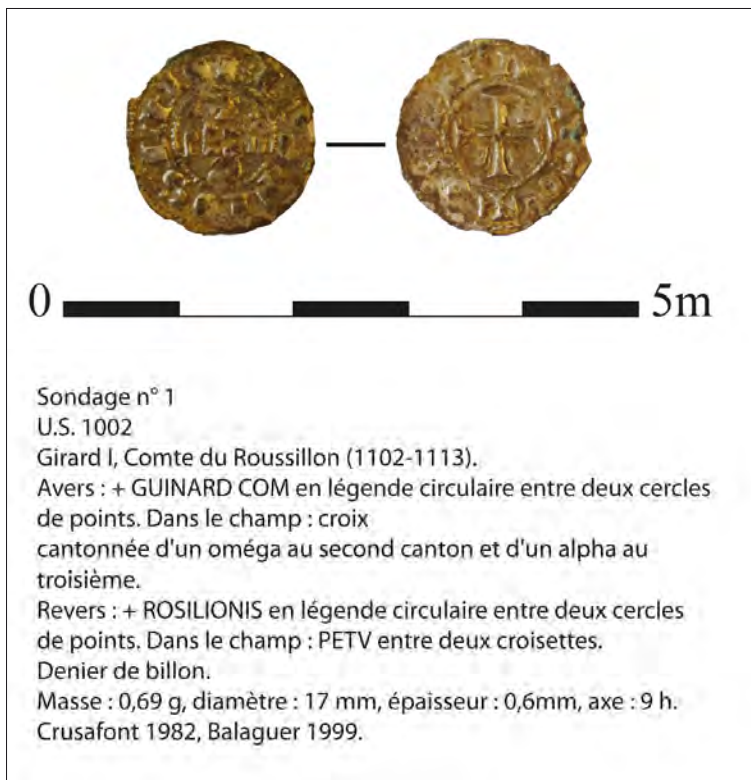 0 5m
Sondage n° 1
U.S. 1002
Girard I, Comte du Roussillon (1102-1113).
Avers : + GUINARD COM en légende circulaire entre deux cercles
de points. Dans le champ : croix
cantonnée d'un oméga au second canton et d'un alpha au
troisième.
Revers : + ROSILIONIS en légende circulaire entre deux cercles
de points. Dans le champ : PETV entre deux croisettes.
Denier de billon.
Masse : 0,69 g, diamètre : 17 mm, épaisseur : 0,6mm, axe : 9 h.
Crusafont 1982, Balaguer 1999.